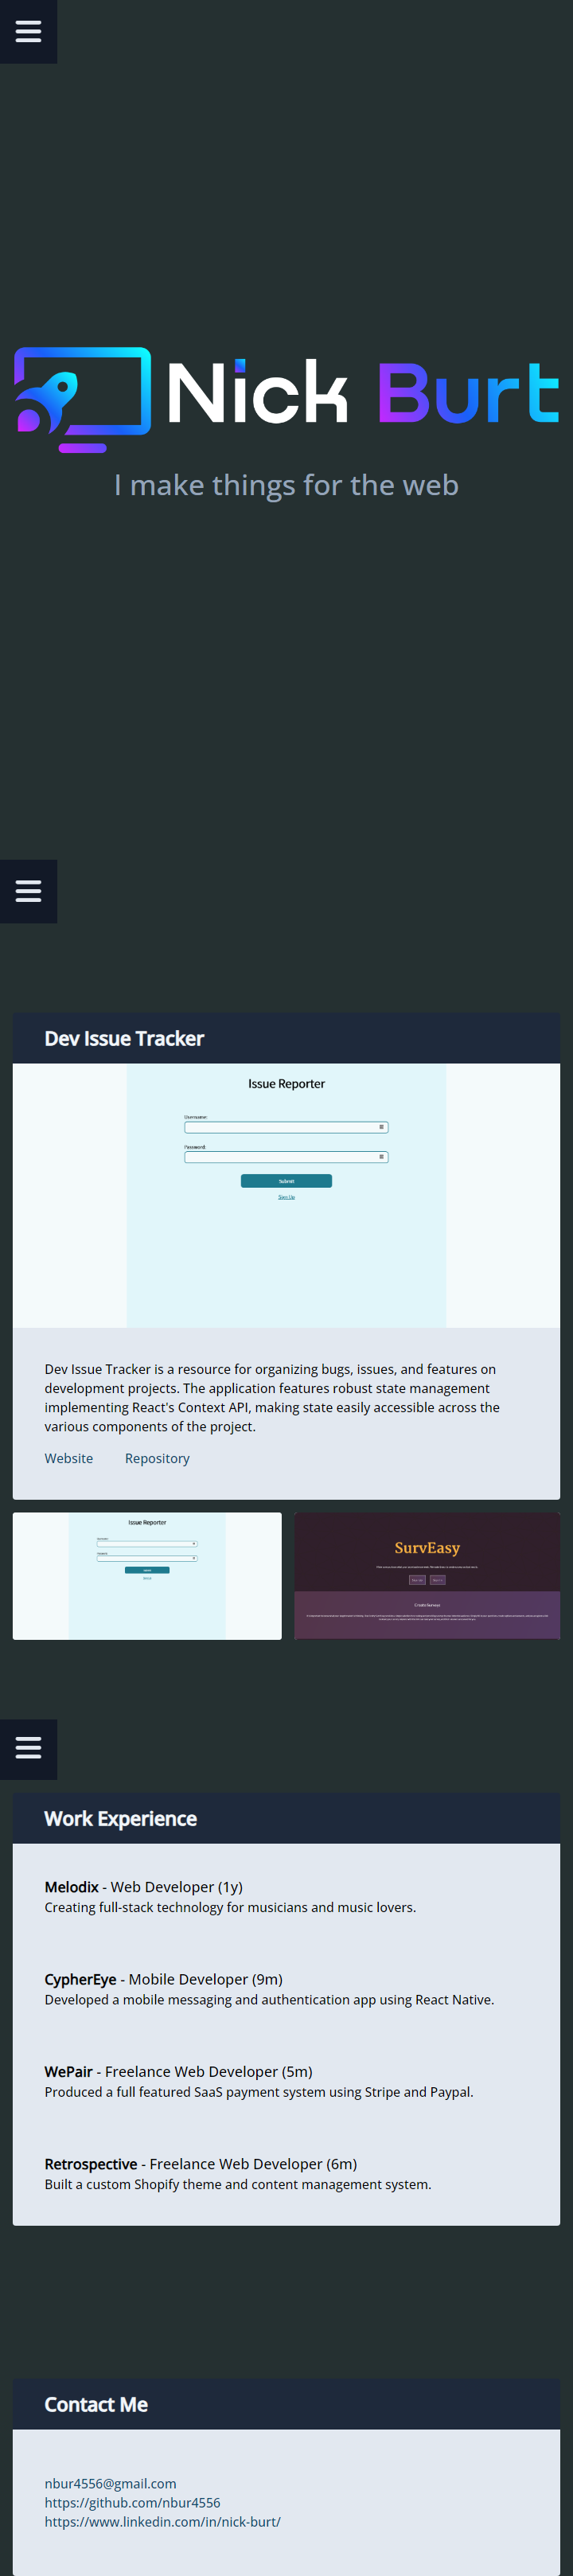 Nick Burt
I make things for the web
Dev Issue Tracker
Issue Reporter
Username:
Password:
Submit
Sign Up
Dev Issue Tracker is a resource for organizing bugs, issues, and features on
development projects. The application features robust state management
implementing React's Context API, making state easily accessible across the
various components of the project.
Website Repository
Issue Reporter
SurvEasy
Create Surveys
Work Experience
Melodix - Web Developer (1y)
Creating full-stack technology for musicians and music lovers.
CypherEye - Mobile Developer (9m)
Developed a mobile messaging and authentication app using React Native.
WePair - Freelance Web Developer (5m)
Produced a full featured SaaS payment system using Stripe and Paypal.
Retrospective - Freelance Web Developer (6m)
Built a custom Shopify theme and content management system.
Contact Me
nbur4556@gmail.com
https://github.com/nbur4556
https://www.linkedin.com/in/nick-burt/